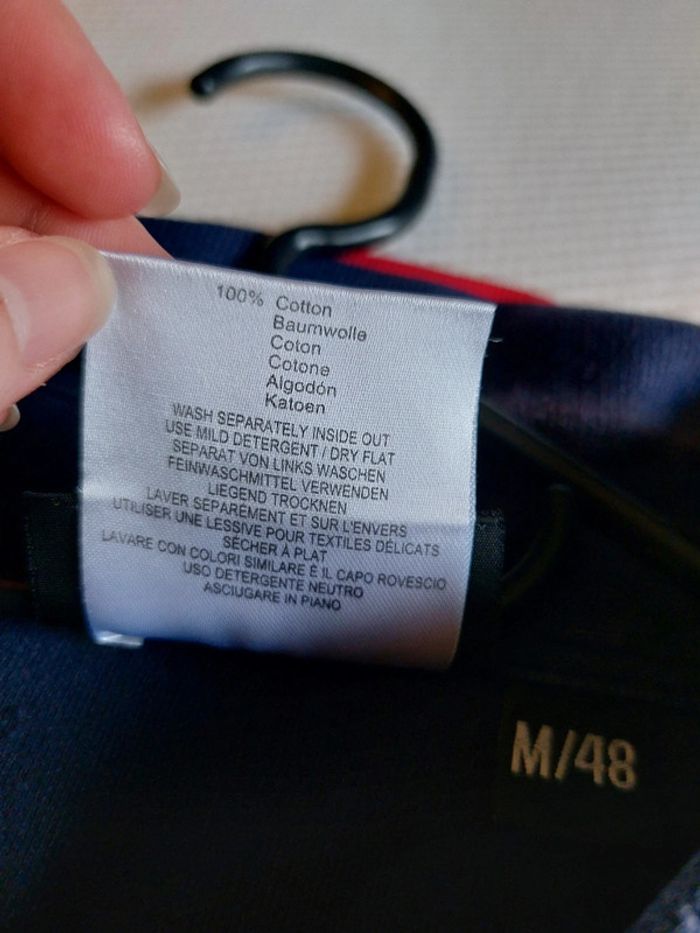 100% Cotton
Baumwolle
Coton
Cotone
Algodón
Katoen
WASH SEPARATELY INSIDE OUT
USE MILD DETERGENT / DRY FLAT
SEPARAT VON LINKS WASCHEN
FEINWASCHMITTEL VERWENDEN
LIEGEND TROCKNEN
LAVER SEPARÉMENT ET SUR L'ENVERS
UTILISER UNE LESSIVE POUR TEXTILES DÉLICATS
SÉCHER À PLAT
LAVARE CON COLORI SIMILARE E IL CAPO ROVESCIO
USO DETERGENTE NEUTRO
ASCIUGARE IN PIANO
M/48